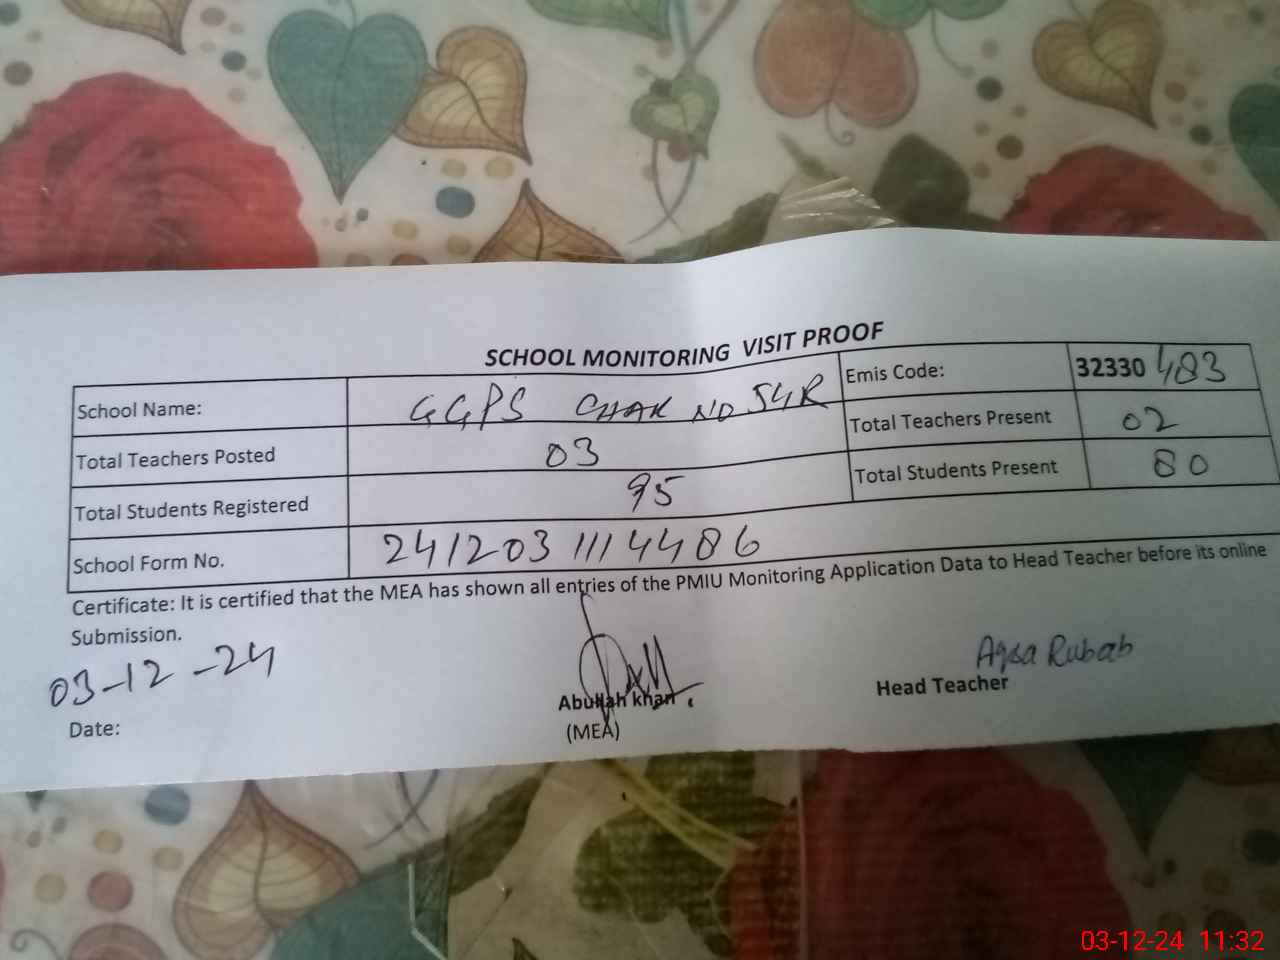 SCHOOL MONITORING VISIT PROOF
School Name: GGPS CHAK NO 54R Emis Code: 32330 483
Total Teachers Posted 03 Total Teachers Present 02
Total Students Registered 95 Total Students Present 80
School Form No. 241203 1114486
Certificate: It is certified that the MEA has shown all entries of the PMIU Monitoring Application Data to Head Teacher before its online
Submission.
03-12-24
Aqsa Rubab
Date: Abullah khan Head Teacher
(MEA)
03-12-24 11:32